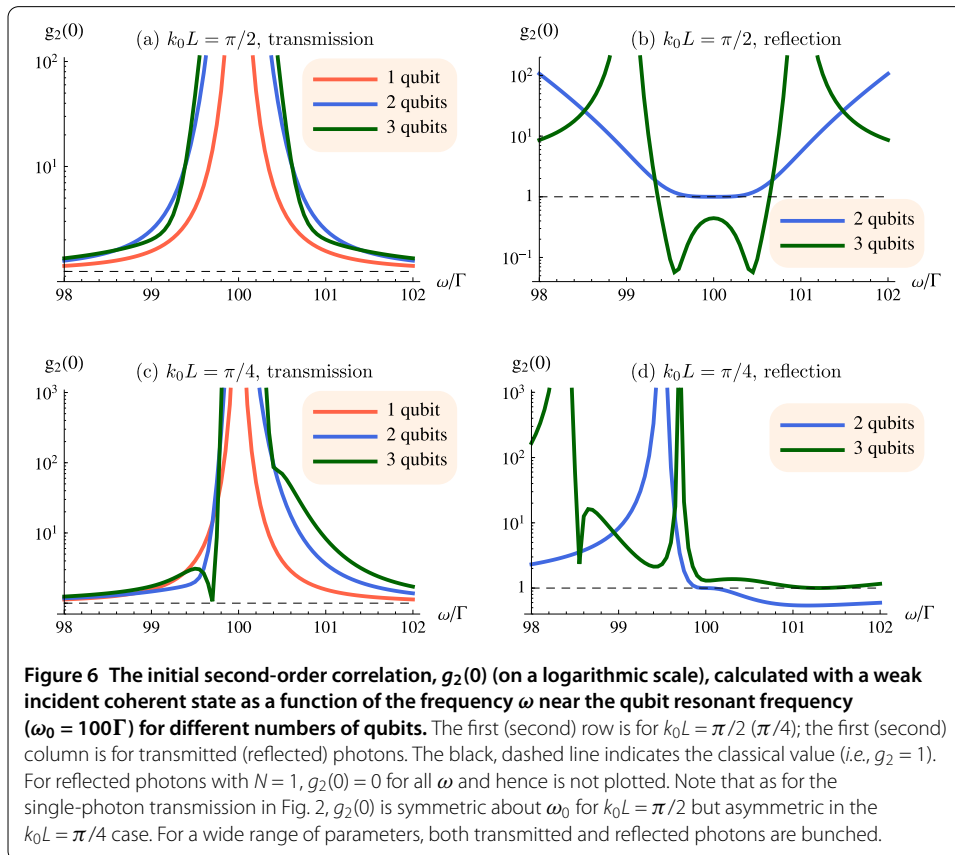 g₂(0)
(a) k₀L = π/2, transmission
10²
10¹
1 qubit
2 qubits
3 qubits
98 99 100 101 102
ω/Γ
g₂(0)
(b) k₀L = π/2, reflection
10²
10
1
10⁻¹
2 qubits
3 qubits
98 99 100 101 102
ω/Γ
g₂(0)
(c) k₀L = π/4, transmission
10³
10²
10¹
1 qubit
2 qubits
3 qubits
98 99 100 101 102
ω/Γ
g₂(0)
(d) k₀L = π/4, reflection
10³
10²
10¹
1
2 qubits
3 qubits
98 99 100 101 102
ω/Γ
Figure 6 The initial second-order correlation, g₂(0) (on a logarithmic scale), calculated with a weak
incident coherent state as a function of the frequency ω near the qubit resonant frequency
(ω₀ = 100Γ) for different numbers of qubits. The first (second) row is for k₀L = π/2 (π/4); the first (second)
column is for transmitted (reflected) photons. The black, dashed line indicates the classical value (i.e., g₂ = 1).
For reflected photons with N = 1, g₂(0) = 0 for all ω and hence is not plotted. Note that as for the
single-photon transmission in Fig. 2, g₂(0) is symmetric about ω₀ for k₀L = π/2 but asymmetric in the
k₀L = π/4 case. For a wide range of parameters, both transmitted and reflected photons are bunched.